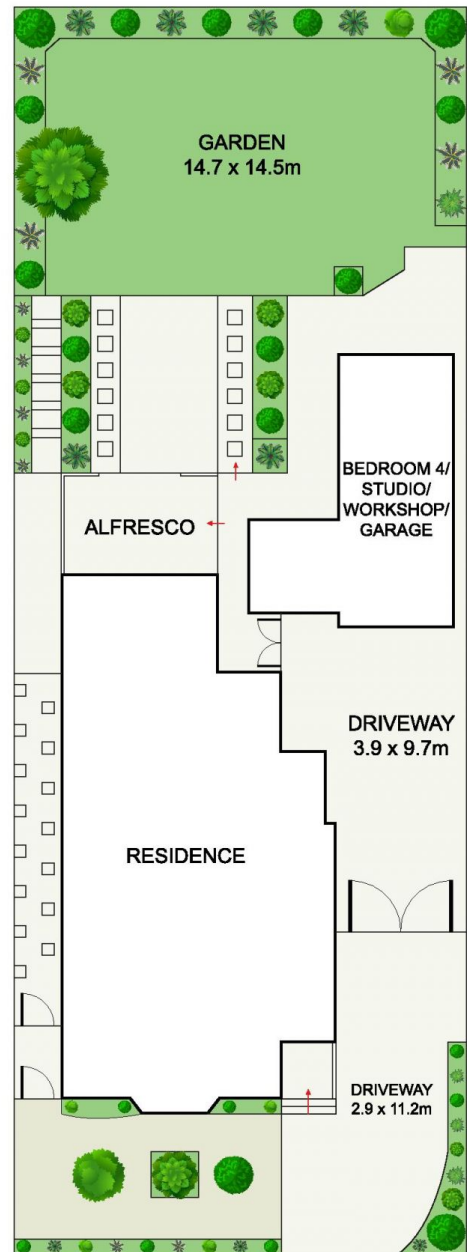 GARDEN
14.7 x 14.5m
BEDROOM 4/
STUDIO/
WORKSHOP/
GARAGE
ALFRESCO
DRIVEWAY
3.9 x 9.7m
RESIDENCE
DRIVEWAY
2.9 x 11.2m